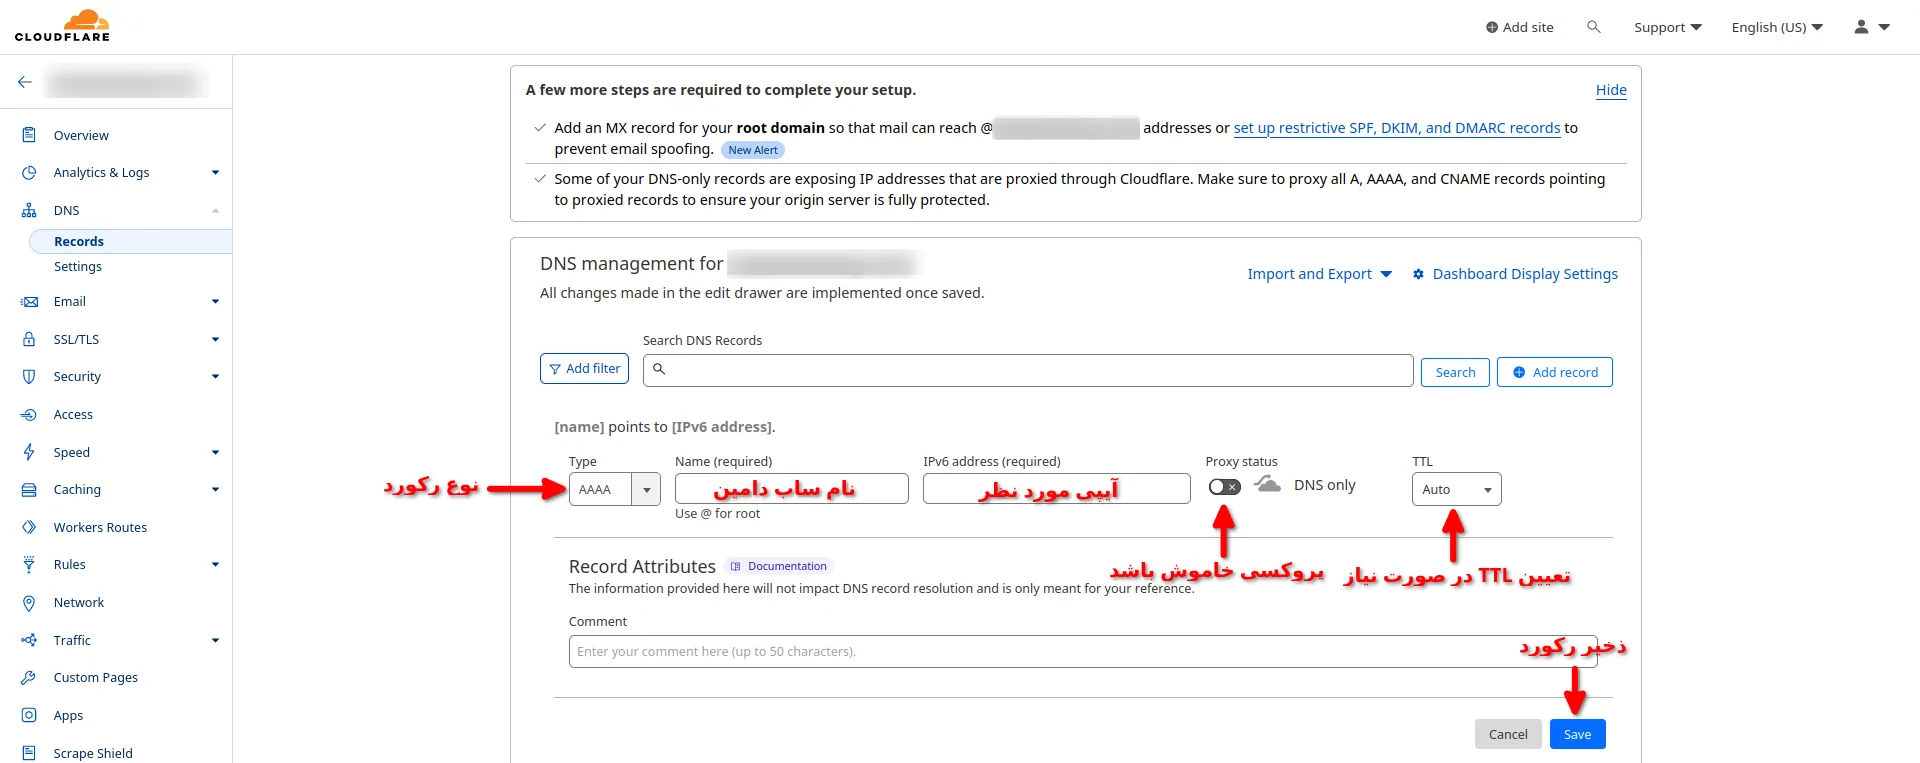 CLOUDFLARE
Add site
Support
English (US)
Overview
Analytics & Logs
DNS
Records
Settings
Email
SSL/TLS
Security
Access
Speed
Caching
Workers Routes
Rules
Network
Traffic
Custom Pages
Apps
Scrape Shield
A few more steps are required to complete your setup.
Hide
Add an MX record for your root domain so that mail can reach @ addresses or set up restrictive SPF, DKIM, and DMARC records to
prevent email spoofing. New Alert
Some of your DNS-only records are exposing IP addresses that are proxied through Cloudflare. Make sure to proxy all A, AAAA, and CNAME records pointing
to proxied records to ensure your origin server is fully protected.
DNS management for
Import and Export
Dashboard Display Settings
All changes made in the edit drawer are implemented once saved.
Search DNS Records
Add filter
Search
Add record
[name] points to [IPv6 address].
Type
Name (required)
IPv6 address (required)
Proxy status
TTL
نوع رکورد
AAAA
نام ساب دامین
آیپی مورد نظر
DNS only
Auto
Use @ for root
Record Attributes
Documentation
پروکسی خاموش باشد
تعیین TTL در صورت نیاز
The information provided here will not impact DNS record resolution and is only meant for your reference.
Comment
Enter your comment here (up to 50 characters).
ذخیر رکورد
Cancel
Save